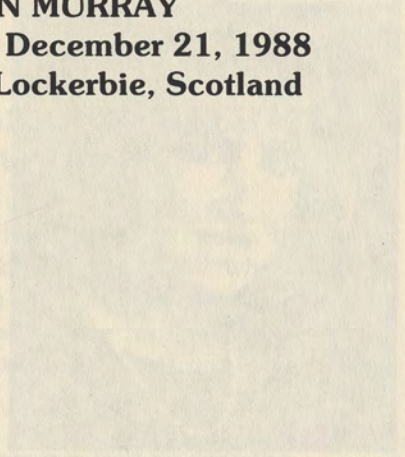 N MURRAY
December 21, 1988
Lockerbie, Scotland